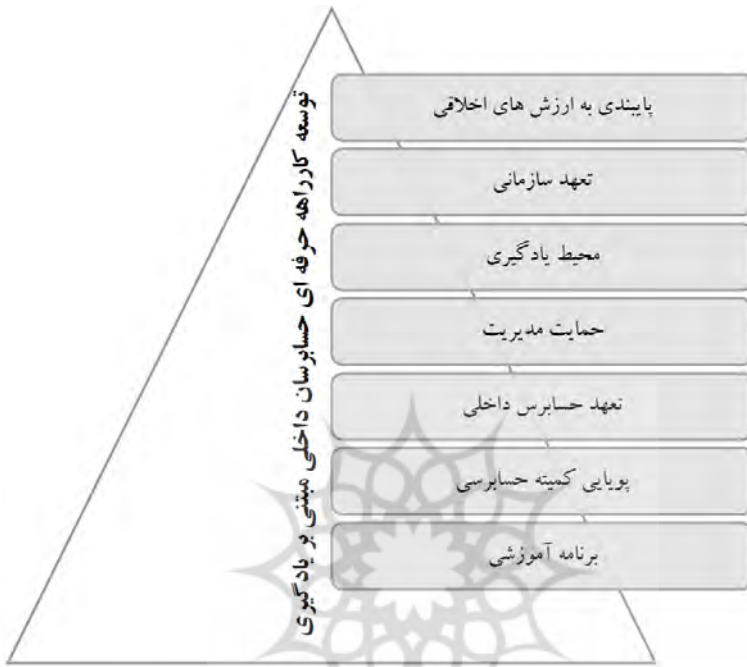 توسعه کارراهه حرفه ای حسابرسان داخلی مبتنی بر یادگیری
پایبندی به ارزش های اخلاقی
تعهد سازمانی
محیط یادگیری
حمایت مدیریت
تعهد حسابرس داخلی
پویایی کمیته حسابرسی
برنامه آموزشی